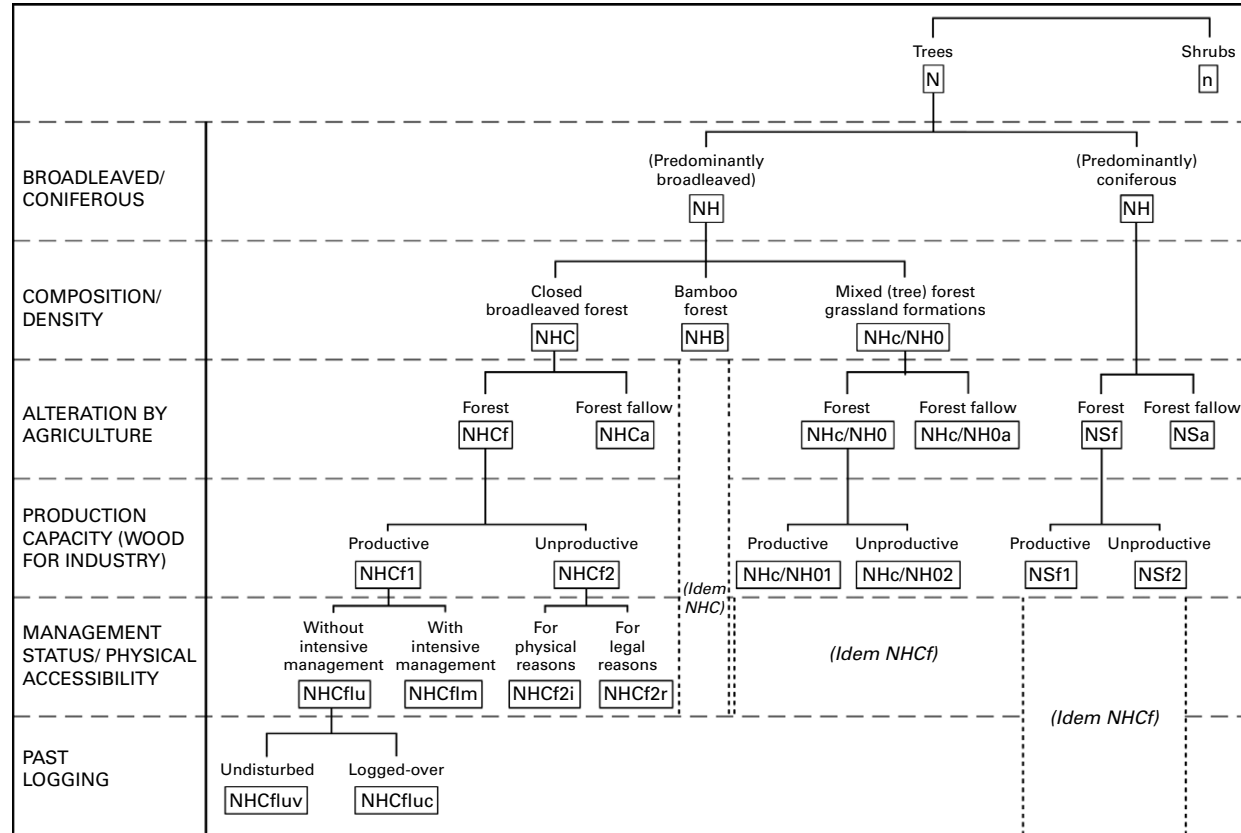 Trees
Shrubs
N
n
BROADLEAVED/
CONIFEROUS
(Predominantly
broadleaved)
NH
(Predominantly)
coniferous
NH
COMPOSITION/
DENSITY
Closed
broadleaved forest
NHC
Bamboo
forest
NHB
Mixed (tree) forest
grassland formations
NHc/NH0
ALTERATION BY
AGRICULTURE
Forest
NHCf
Forest fallow
NHCa
Forest
NHc/NH0
Forest fallow
NHc/NH0a
Forest
NSf
Forest fallow
NSa
PRODUCTION
CAPACITY (WOOD
FOR INDUSTRY)
Productive
NHCf1
Unproductive
NHCf2
(Idem
NHC)
Productive
NHc/NH01
Unproductive
NHc/NH02
Productive
NSf1
Unproductive
NSf2
MANAGEMENT
STATUS/ PHYSICAL
ACCESSIBILITY
Without
intensive
management
NHCflu
With
intensive
management
NHCflm
For
physical
reasons
NHCf2i
For
legal
reasons
NHCf2r
(Idem NHCf)
(Idem NHCf)
PAST
LOGGING
Undisturbed
NHCfluv
Logged-over
NHCfluc